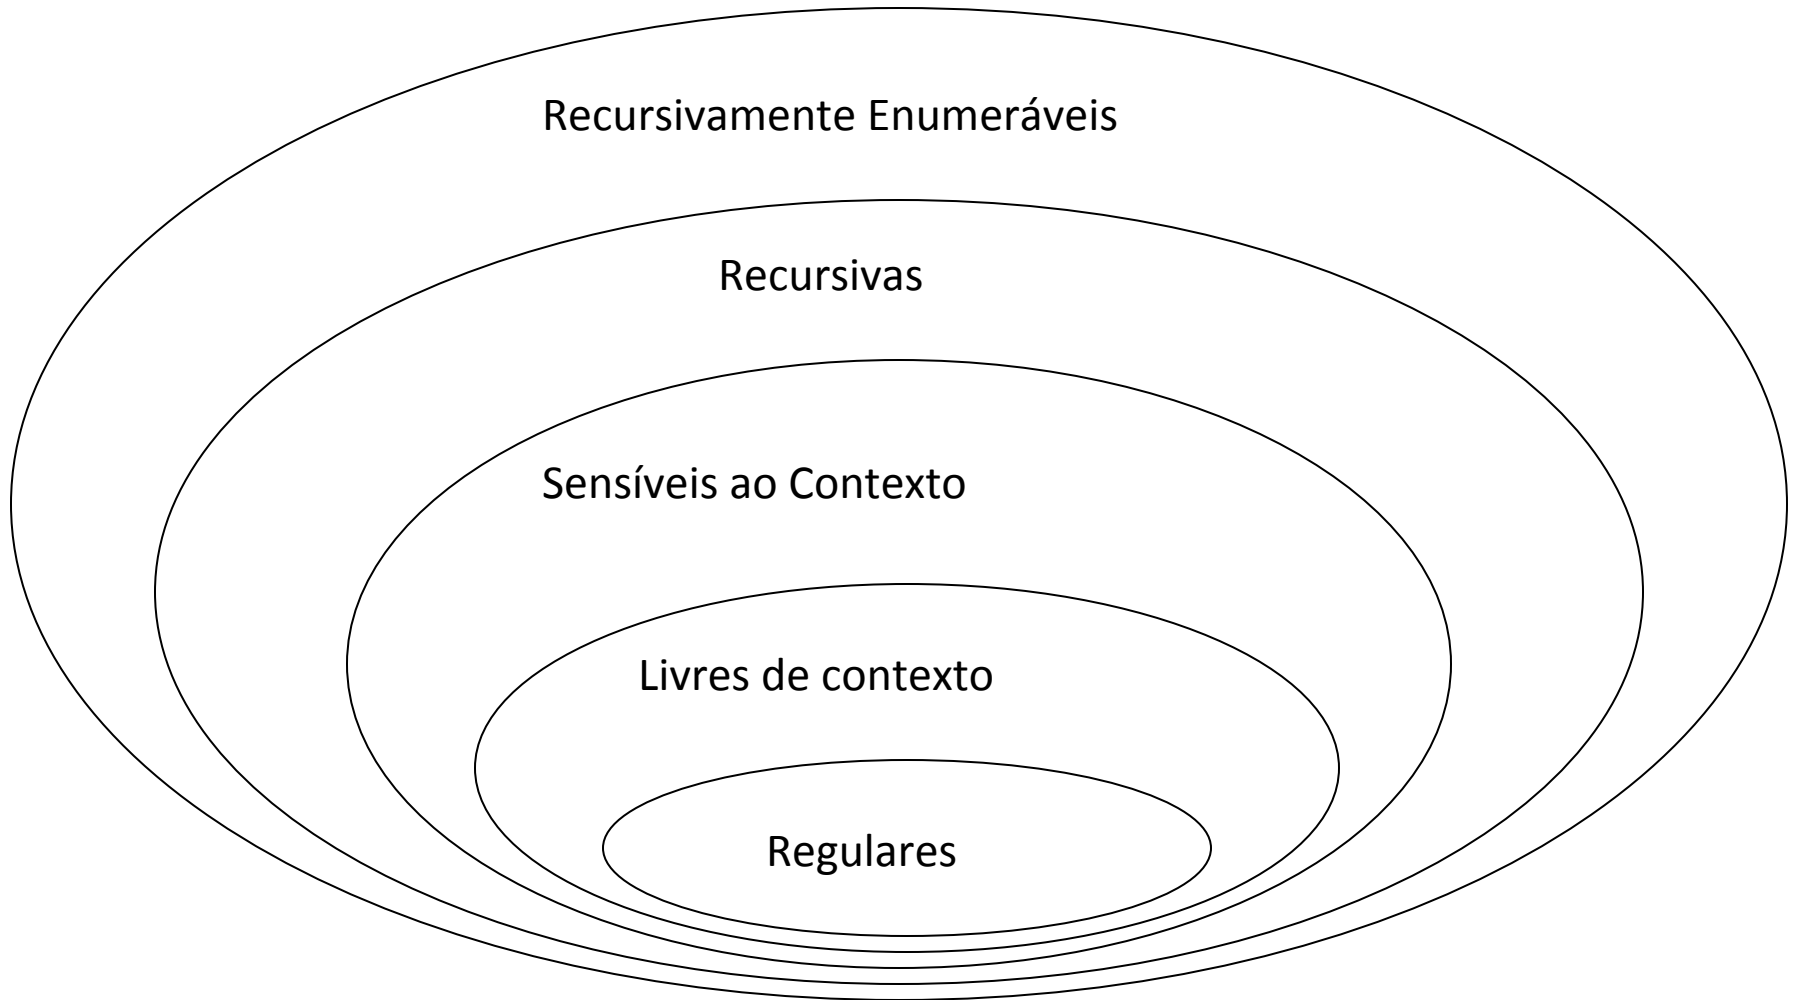 Recursivamente Enumeráveis
Recursivas
Sensíveis ao Contexto
Livres de contexto
Regulares